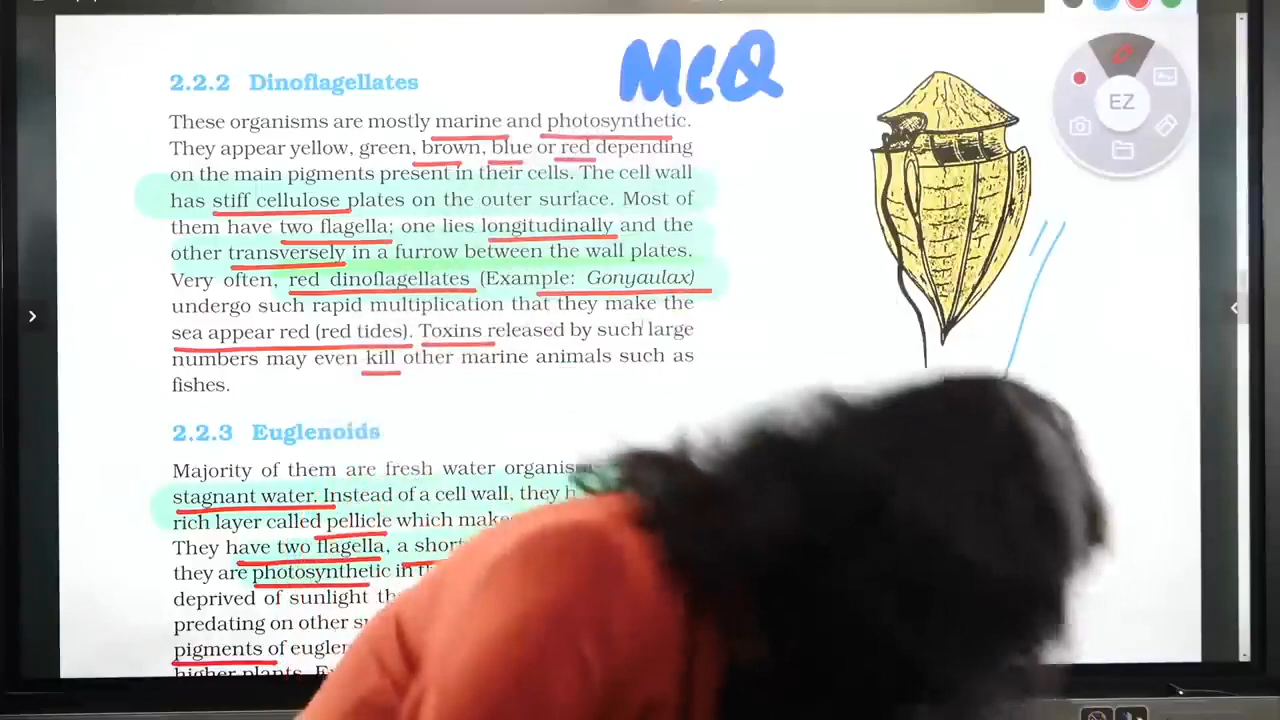 MCQ
2.2.2 Dinoflagellates
These organisms are mostly marine and photosynthetic.
They appear yellow, green, brown, blue or red depending
on the main pigments present in their cells. The cell wall
has stiff cellulose plates on the outer surface. Most of
them have two flagella; one lies longitudinally and the
other transversely in a furrow between the wall plates.
Very often, red dinoflagellates (Example: Gonyaulax)
undergo such rapid multiplication that they make the
sea appear red (red tides). Toxins released by such large
numbers may even kill other marine animals such as
fishes.
EZ
2.2.3 Euglenoids
Majority of them are fresh water
stagnant water. Instead of a cell wall, they
rich layer called pellicle which
They have two flagella, a short
they are photosynthetic in
deprived of sunlight
predating on other
pigments of
higher plants.